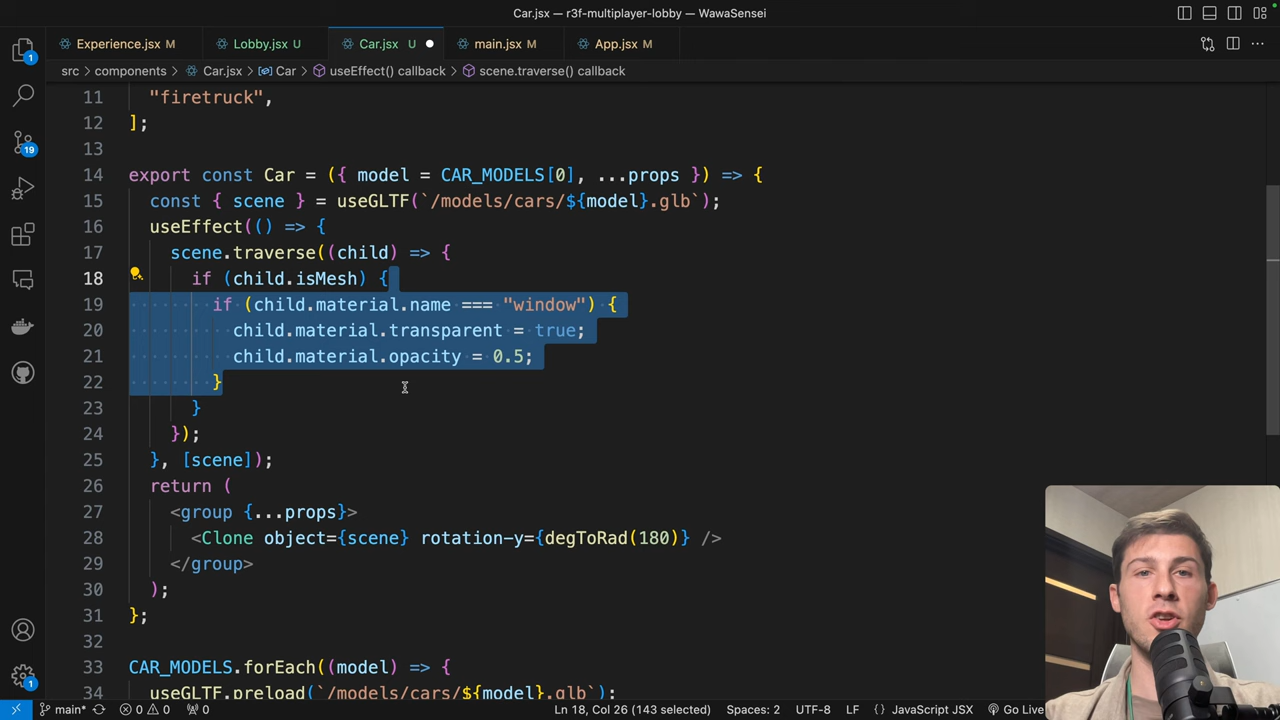 Car.jsx — r3f-multiplayer-lobby — WawaSensei
Experience.jsx M Lobby.jsx U Car.jsx U main.jsx M App.jsx M
src > components > Car.jsx > Car > useEffect() callback > scene.traverse() callback
11 "firetruck",
12 ];
13
14 export const Car = ({ model = CAR_MODELS[0], ...props }) => {
15 const { scene } = useGLTF(`/models/cars/${model}.glb`);
16 useEffect(() => {
17 scene.traverse((child) => {
18 if (child.isMesh) {
19 if (child.material.name === "window") {
20 child.material.transparent = true;
21 child.material.opacity = 0.5;
22 }
23 }
24 });
25 }, [scene]);
26 return (
27 <group {...props}>
28 <Clone object={scene} rotation-y={degToRad(180)} />
29 </group>
30 );
31 };
32
33 CAR_MODELS.forEach((model) => {
34 useGLTF.preload(`/models/cars/${model}.glb`);
1
19
1
main* 0 0 0 Ln 18, Col 26 (143 selected) Spaces: 2 UTF-8 LF {} JavaScript JSX Go Live